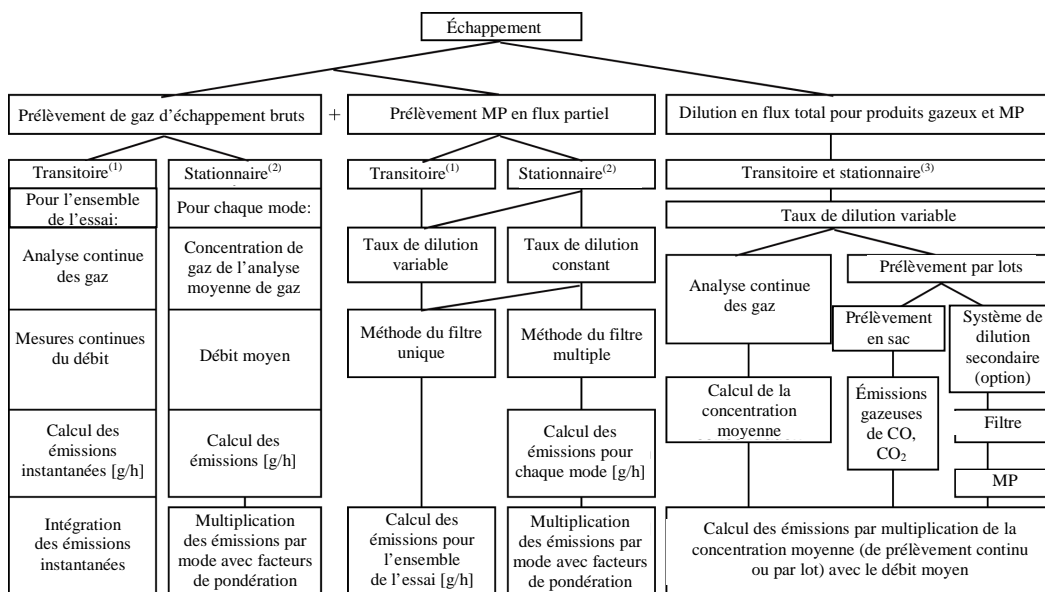 Échappement
Prélèvement de gaz d'échappement bruts
+
Prélèvement MP en flux partiel
Dilution en flux total pour produits gazeux et MP
Transitoire(1)
Stationnaire(2)
Transitoire(1)
Stationnaire(2)
Transitoire et stationnaire(3)
Pour l'ensemble
de l'essai:
Pour chaque mode:
Taux de dilution variable
Analyse continue
des gaz
Concentration de
gaz de l'analyse
moyenne de gaz
Taux de dilution
variable
Taux de dilution
constant
Analyse continue
des gaz
Prélèvement par lots
Mesures continues
du débit
Débit moyen
Méthode du filtre
unique
Méthode du filtre
multiple
Prélèvement
en sac
Système de
dilution
secondaire
(option)
Calcul de la
concentration
moyenne
Émissions
gazeuses
de CO,
CO2
Filtre
MP
Calcul des
émissions
instantanées [g/h]
Calcul des
émissions [g/h]
Calcul des
émissions pour
chaque mode [g/h]
Intégration
des émissions
instantanées
Multiplication
des émissions par
mode avec facteurs
de pondération
Calcul des
émissions pour
l'ensemble
de l'essai [g/h]
Multiplication
des émissions par
mode avec facteurs
de pondération
Calcul des émissions par multiplication de la
concentration moyenne (de prélèvement continu
ou par lot) avec le débit moyen